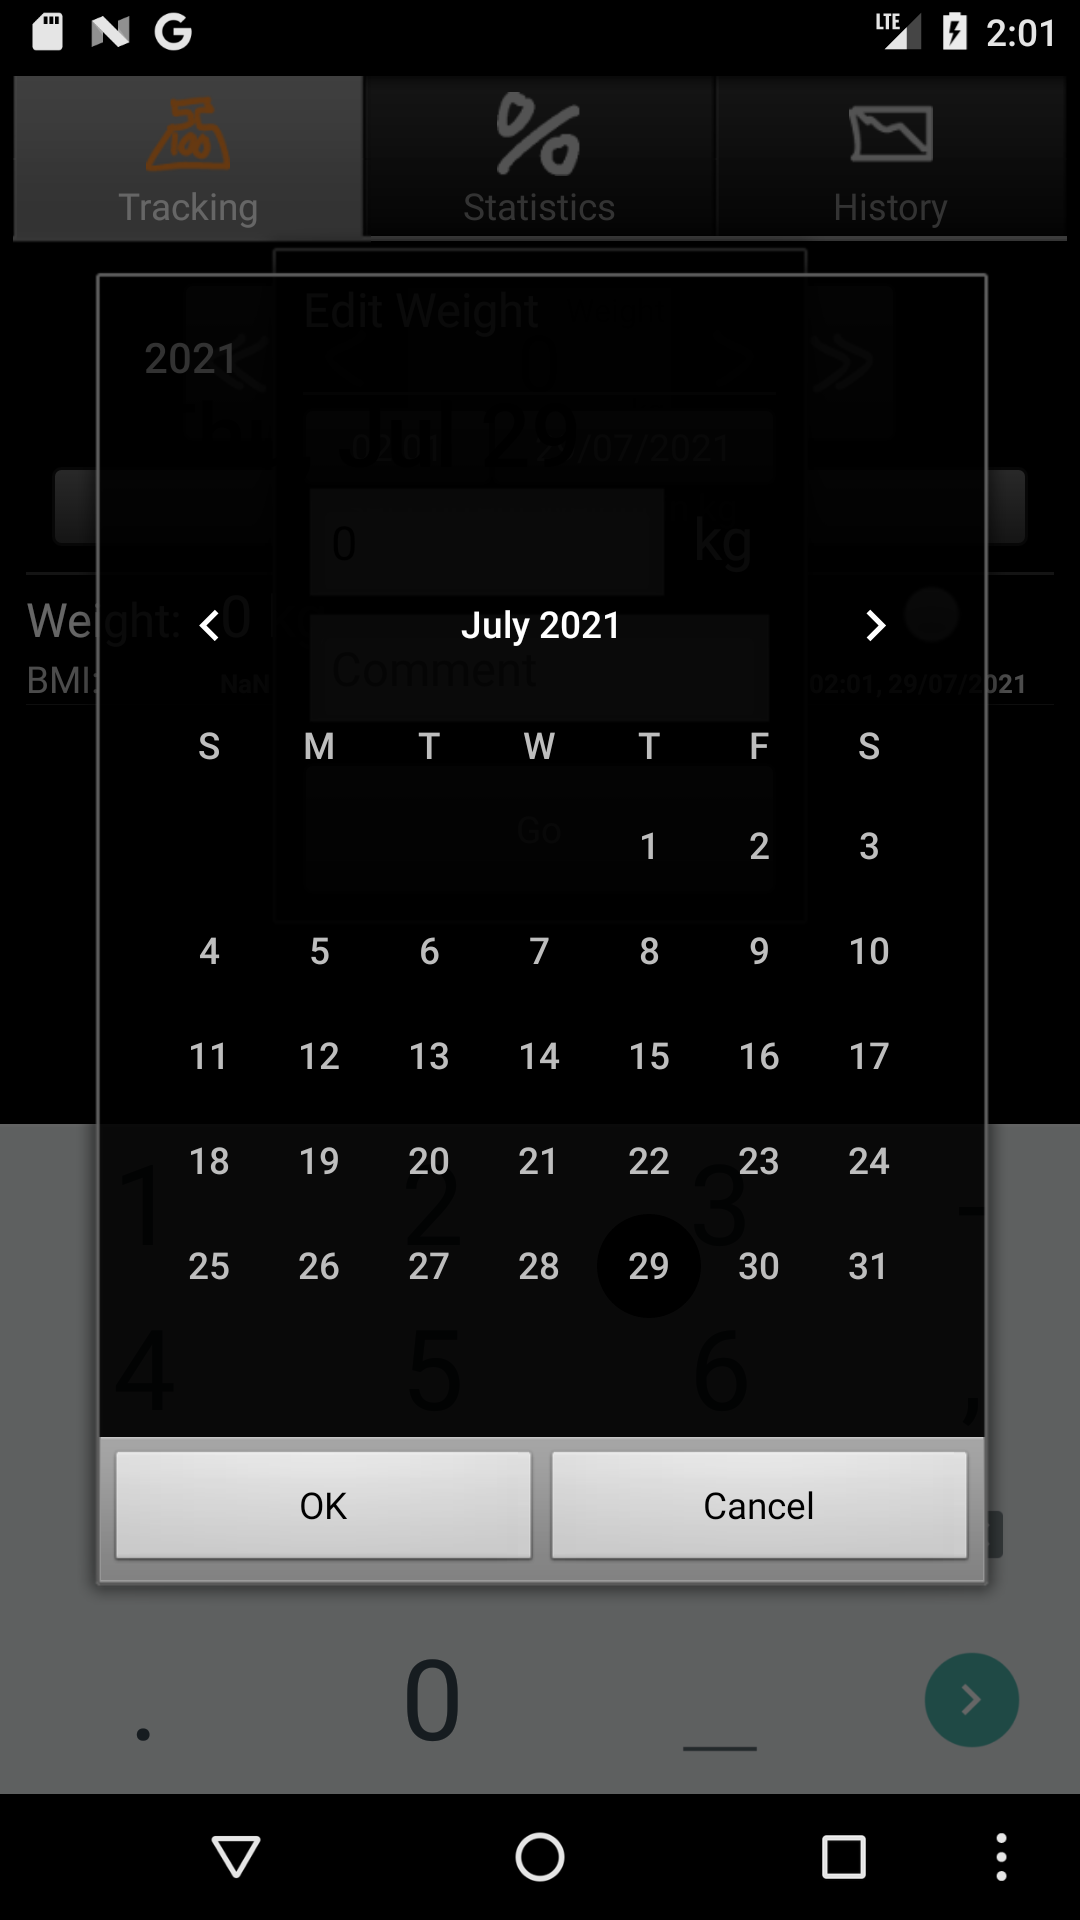 LTE 2:01
Tracking Statistics History
Edit Weight
2021
Jul 29
02:01 /07/2021
0 kg
Weight: 0
July 2021
Comment
BMI: NaN 02:01, 29/07/2021
S M T W T F S
Go
1 2 3
4 5 6 7 8 9 10
11 12 13 14 15 16 17
18 19 20 21 22 23 24
1 2 3 -
25 26 27 28 29 30 31
4 5 6 ,
OK Cancel
. 0 _